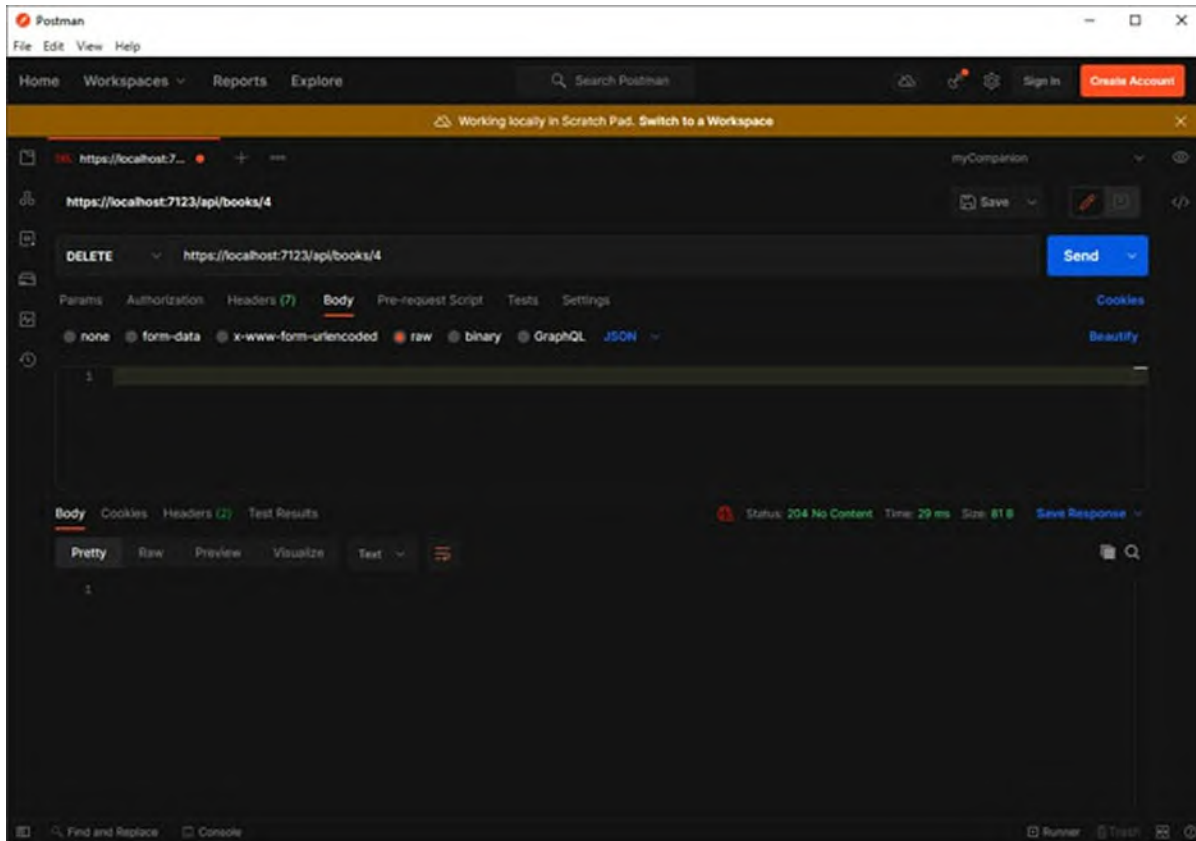 Postman
File Edit View Help
Home Workspaces Reports Explore Search Postman Sign In Create Account
Working locally in Scratch Pad. Switch to a Workspace
DEL https://localhost:7... myCompanion
https://localhost:7123/api/books/4 Save
DELETE https://localhost:7123/api/books/4 Send
Params Authorization Headers (7) Body Pre-request Script Tests Settings Cookies
none form-data x-www-form-urlencoded raw binary GraphQL JSON Beautify
1
Body Cookies Headers (2) Test Results Status: 204 No Content Time: 29 ms Size: 81 B Save Response
Pretty Raw Preview Visualize Text
1
Find and Replace Console Runner Trash